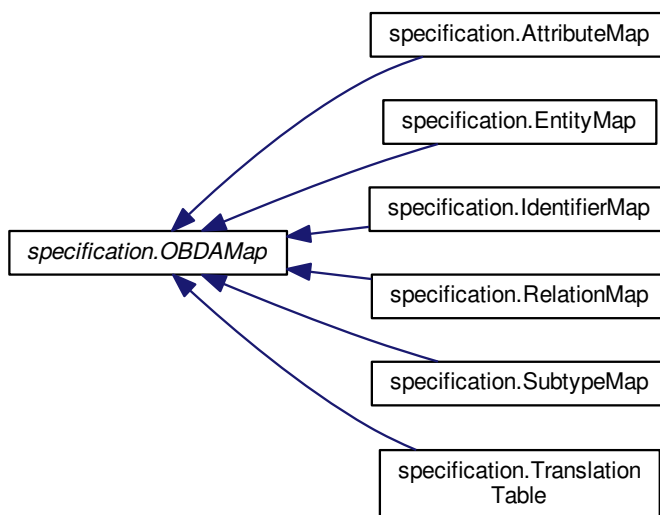 specification.AttributeMap
specification.EntityMap
specification.IdentifierMap
specification.OBDAMap
specification.RelationMap
specification.SubtypeMap
specification.Translation
Table